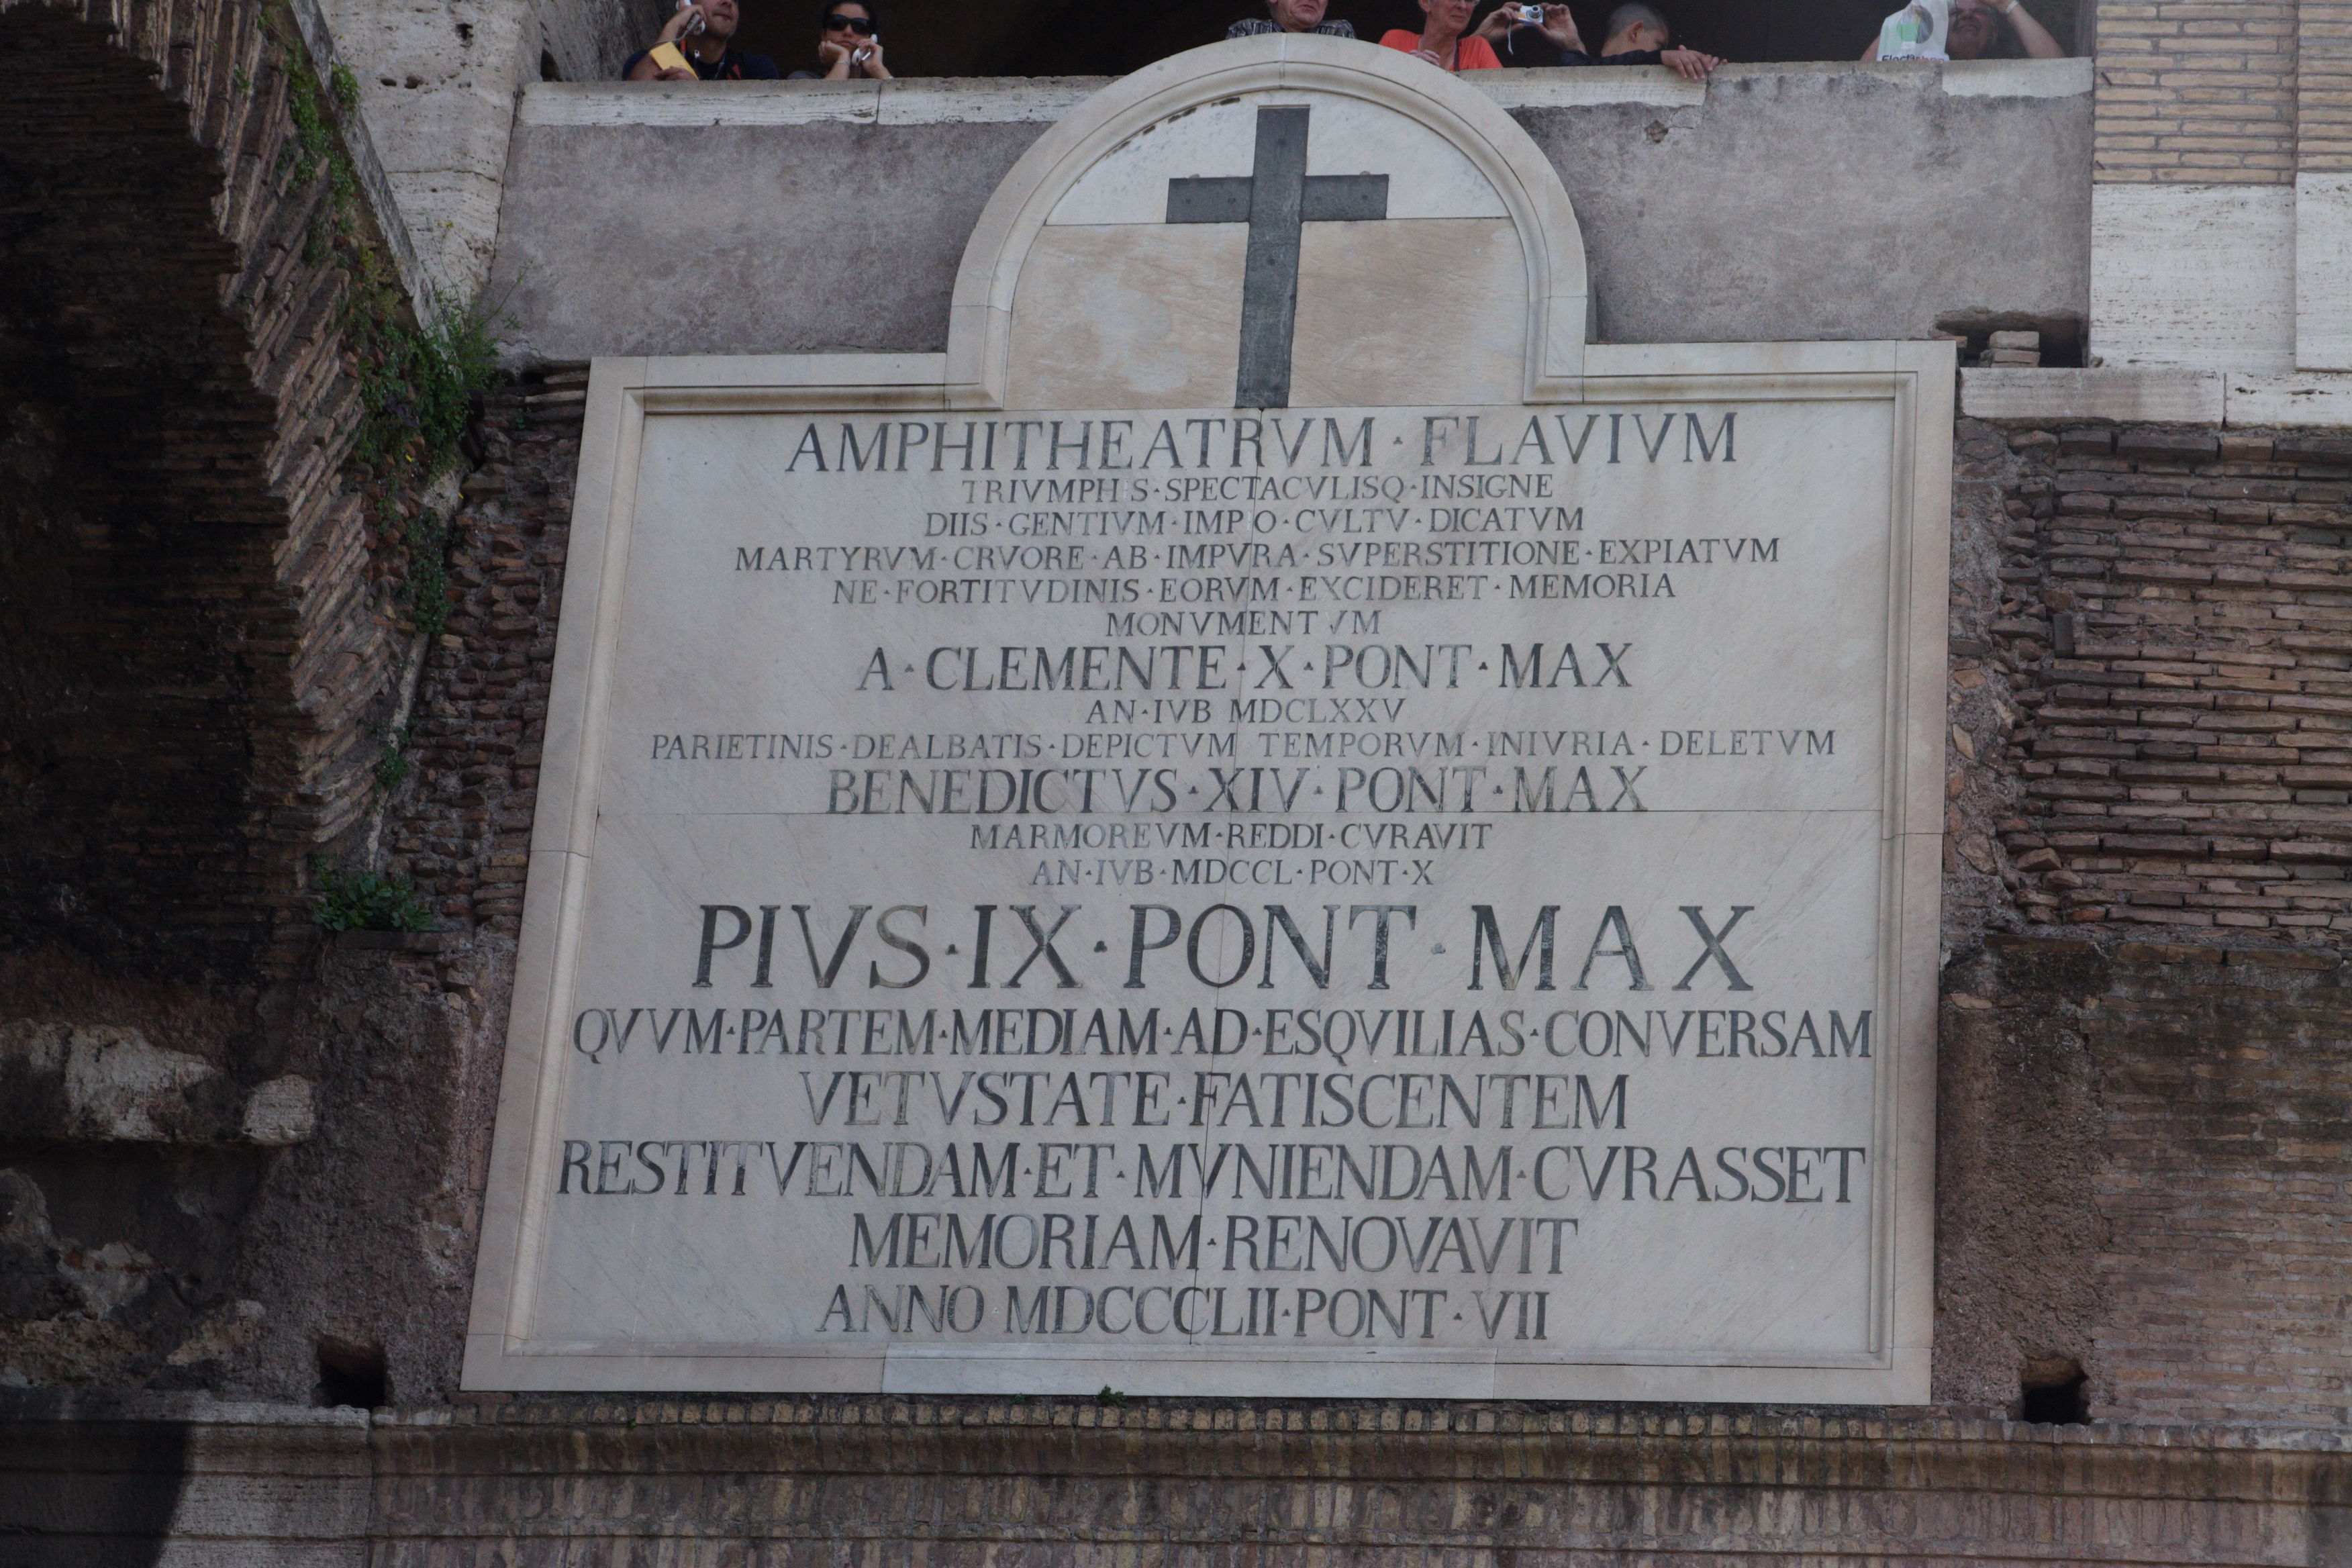 AMPHITHEATRVM · FLAVIVM
TRIVMPHIS · SPECTACVLISQ · INSIGNE
DIIS · GENTIVM · IMPIO · CVLTV · DICATVM
MARTYRVM · CRVORE · AB · IMPVRA · SVPERSTITIONE · EXPIATVM
NE · FORTITVDINIS · EORVM · EXCIDERET · MEMORIA
MONVMENTVM
A · CLEMENTE · X · PONT · MAX
AN · IVB MDCLXXV
PARIETINIS · DEALBATIS · DEPICTVM TEMPORVM · INIVRIA · DELETVM
BENEDICTVS · XIV · PONT · MAX
MARMOREVM · REDDI · CVRAVIT
AN · IVB · MDCCL · PONT · X
PIVS · IX · PONT · MAX
QVVM · PARTEM · MEDIAM · AD · ESQVILIAS · CONVERSAM
VETVSTATE · FATISCENTEM
RESTITVENDAM · ET · MVNIENDAM · CVRASSET
MEMORIAM · RENOVAVIT
ANNO MDCCCLII · PONT · VII